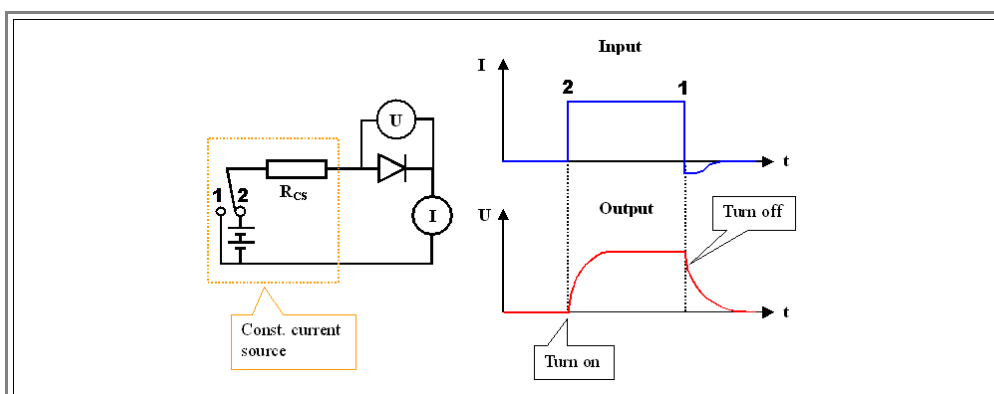 Input
I
2
1
t
U
R_CS
1
2
I
Const. current
source
Output
U
Turn off
t
Turn on